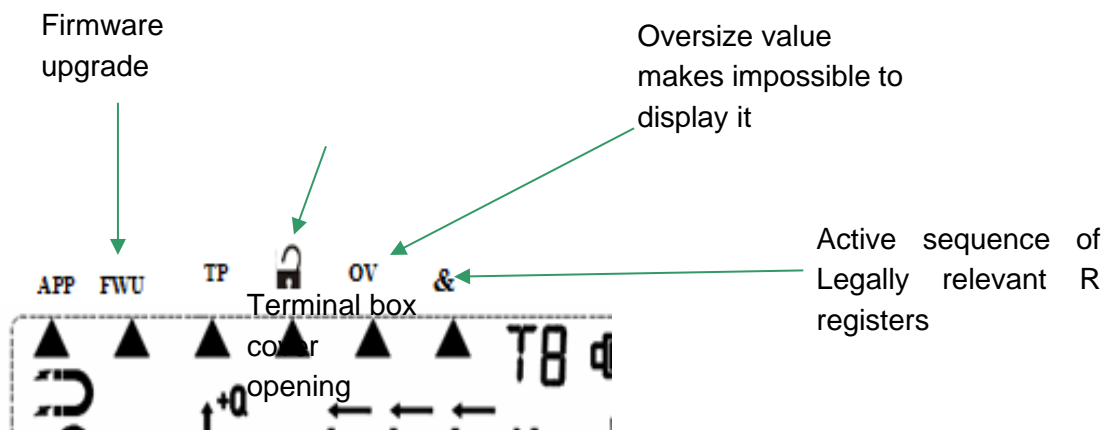 Firmware
upgrade
Oversize value
makes impossible to
display it
Active sequence of
Legally relevant R
registers
APP FWU TP OV &
Terminal box
cover
opening
T8
+Q